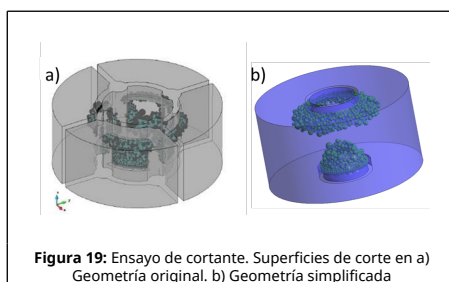 a)
b)
Figura 19: Ensayo de cortante. Superficies de corte en a)
Geometría original. b) Geometría simplificada